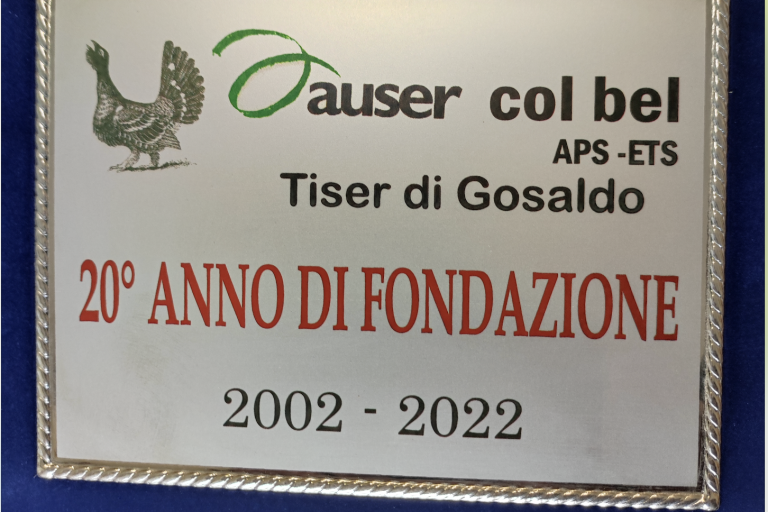 auser col bel
APS -ETS
Tiser di Gosaldo
20° ANNO DI FONDAZIONE
2002 - 2022